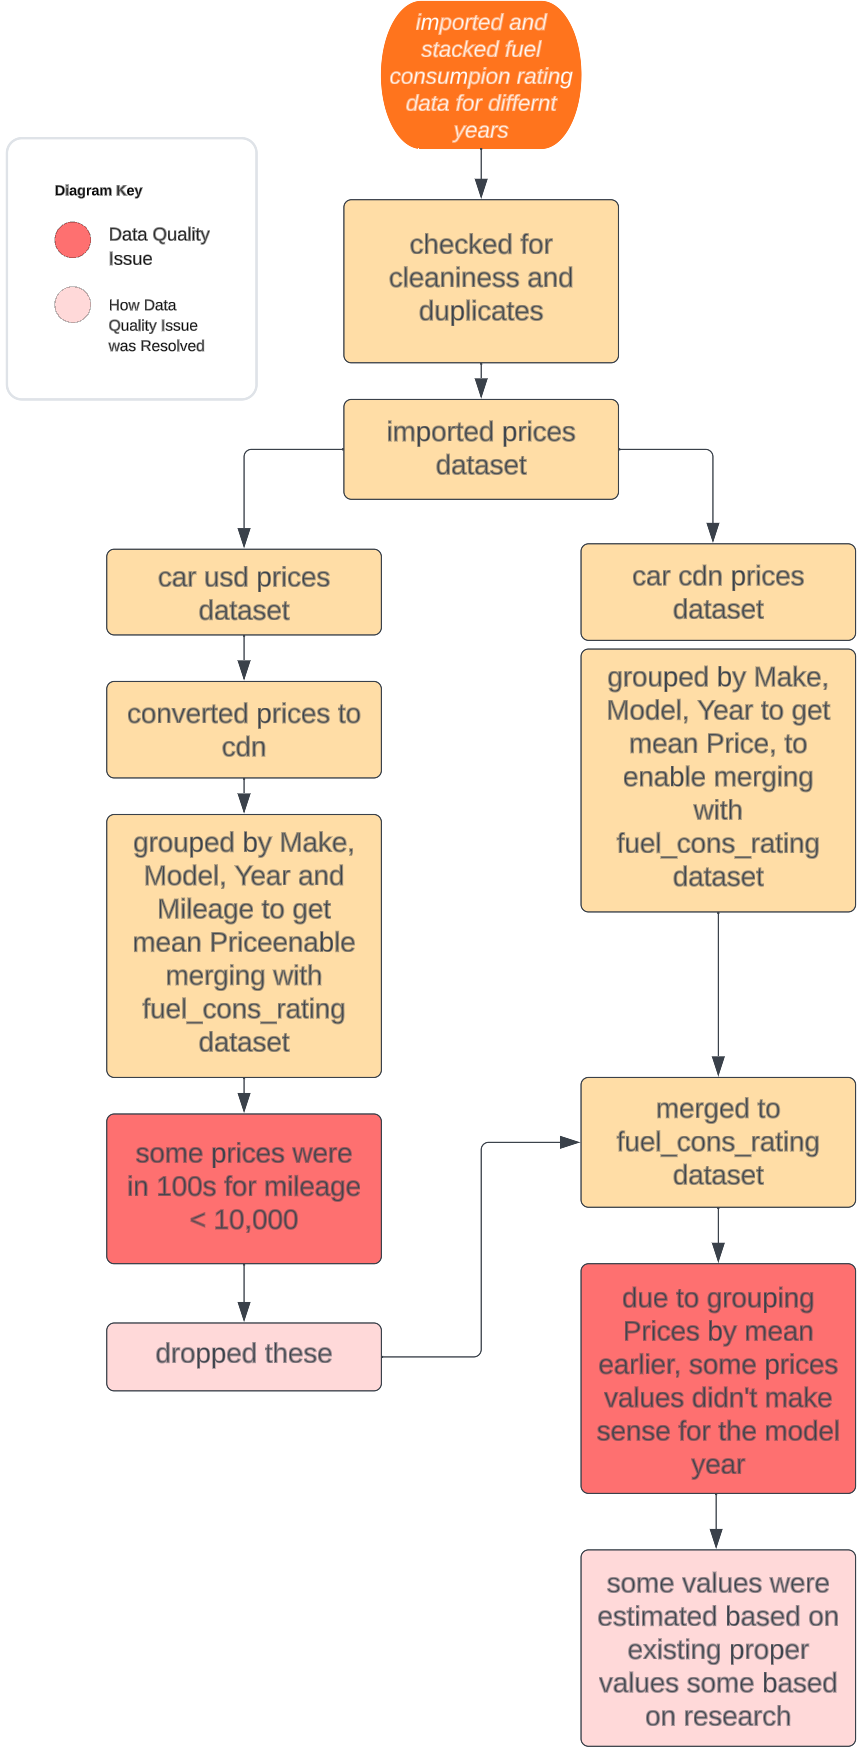 imported and
stacked fuel
consumpion rating
data for differnt
years
Diagram Key
Data Quality
Issue
How Data
Quality Issue
was Resolved
checked for
cleaniness and
duplicates
imported prices
dataset
car usd prices
dataset
converted prices to
cdn
grouped by Make,
Model, Year and
Mileage to get
mean Priceenable
merging with
fuel_cons_rating
dataset
some prices were
in 100s for mileage
< 10,000
dropped these
car cdn prices
dataset
grouped by Make,
Model, Year to get
mean Price, to
enable merging
with
fuel_cons_rating
dataset
merged to
fuel_cons_rating
dataset
due to grouping
Prices by mean
earlier, some prices
values didn't make
sense for the model
year
some values were
estimated based on
existing proper
values some based
on research